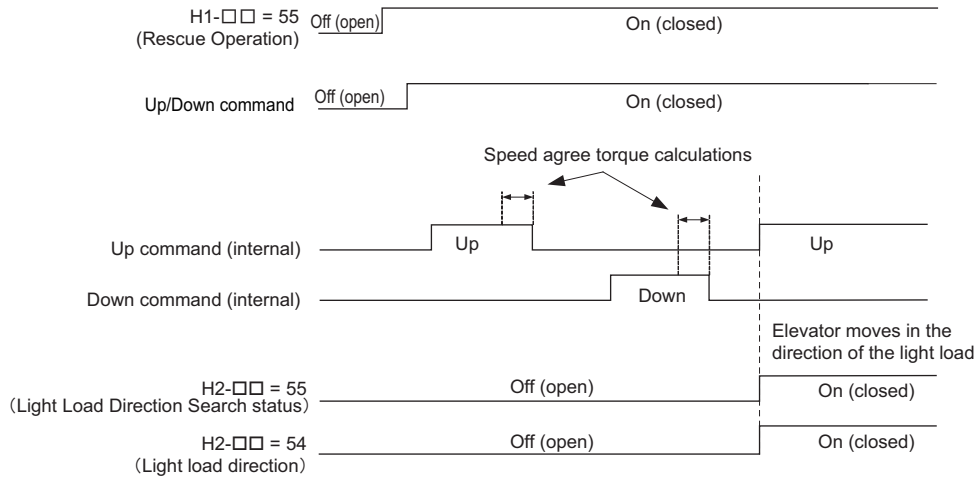 H1-□□ = 55
(Rescue Operation)
Off (open)
On (closed)
Up/Down command
Off (open)
On (closed)
Speed agree torque calculations
Up command (internal)
Up
Up
Down command (internal)
Down
Elevator moves in the
direction of the light load
H2-□□ = 55
(Light Load Direction Search status)
Off (open)
On (closed)
H2-□□ = 54
(Light load direction)
Off (open)
On (closed)